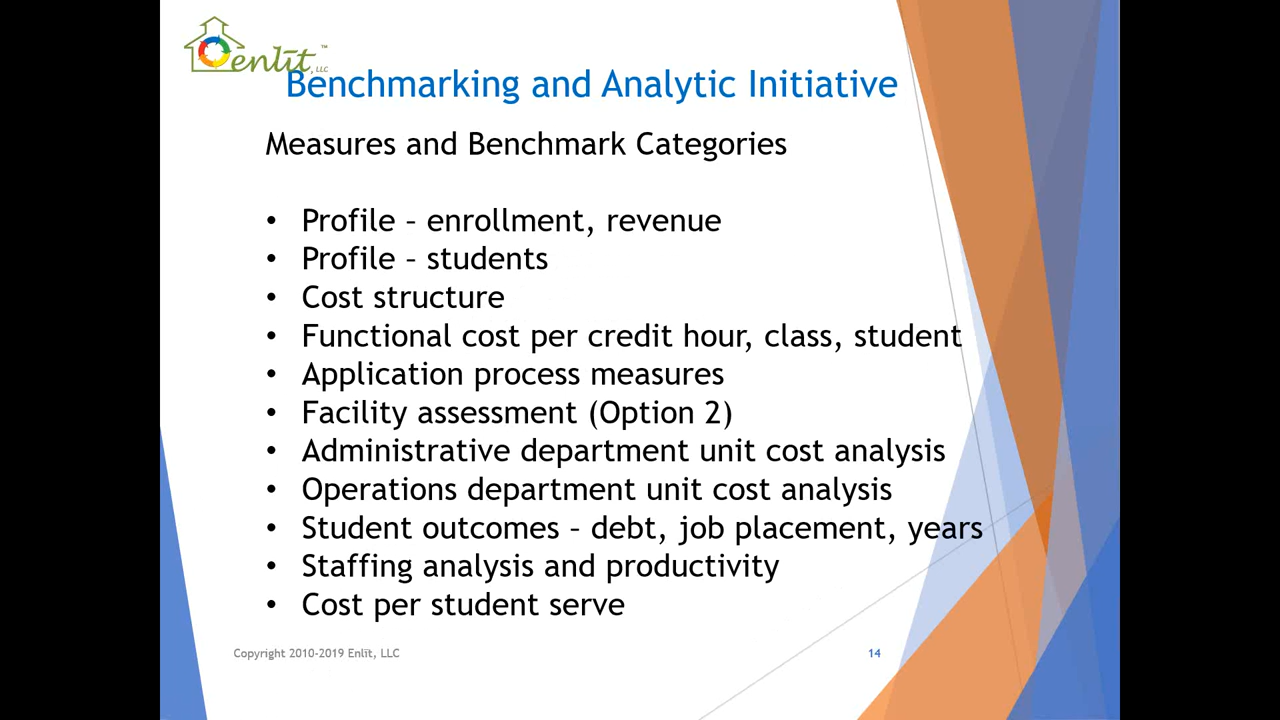 enlīt™
, LLC
Benchmarking and Analytic Initiative
Measures and Benchmark Categories
• Profile – enrollment, revenue
• Profile – students
• Cost structure
• Functional cost per credit hour, class, student
• Application process measures
• Facility assessment (Option 2)
• Administrative department unit cost analysis
• Operations department unit cost analysis
• Student outcomes – debt, job placement, years
• Staffing analysis and productivity
• Cost per student serve
Copyright 2010-2019 Enlīt, LLC
14